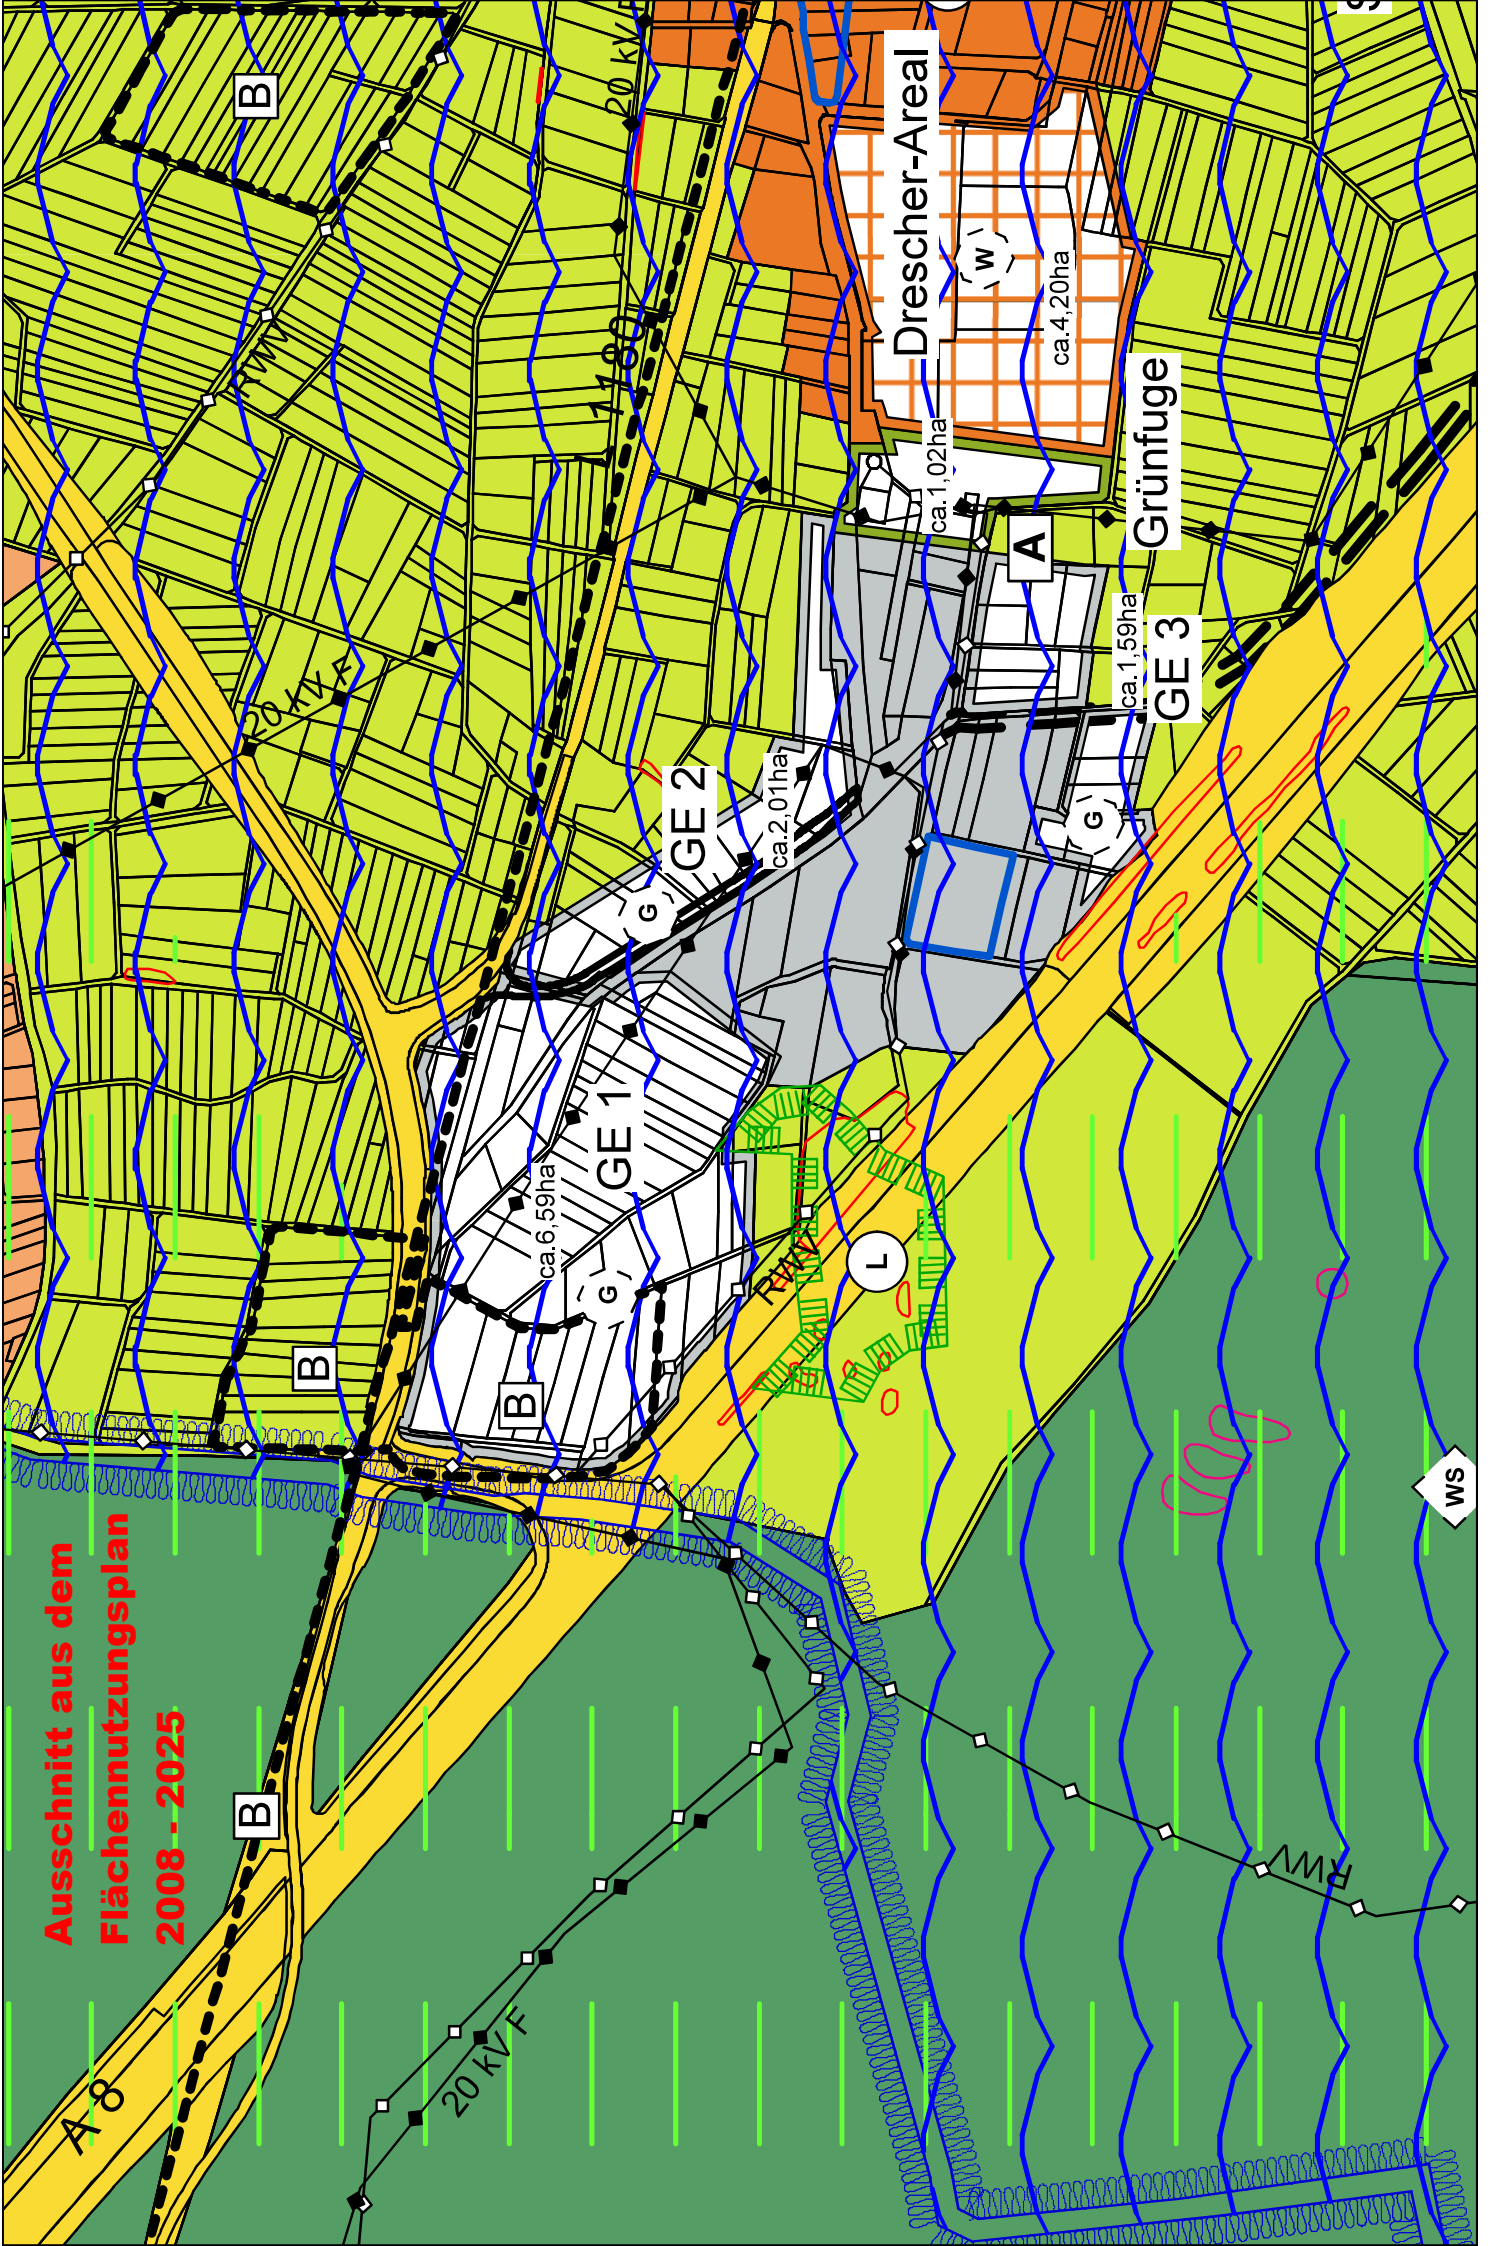 Ausschnitt aus dem
Flächennutzungsplan
2008 - 2025
A 8
B
20 kV F
B
B
B
RWV
20 kV F
20 kV F
1180
GE 1
ca.6,59ha
G
GE 2
ca.2,01ha
G
GE 3
ca.1,59ha
G
A
Grünfuge
ca.1,02ha
Drescher-Areal
ca.4,20ha
W
L
RWV
RWV
WS